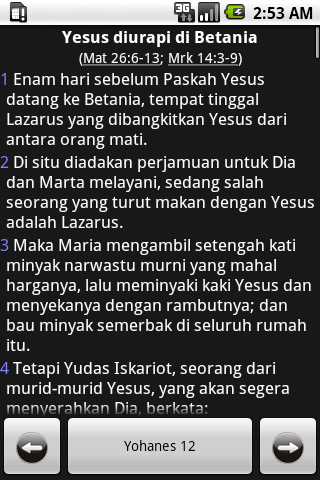 3G 2:53 AM
Yesus diurapi di Betania
(Mat 26:6-13; Mrk 14:3-9)
1 Enam hari sebelum Paskah Yesus
datang ke Betania, tempat tinggal
Lazarus yang dibangkitkan Yesus dari
antara orang mati.
2 Di situ diadakan perjamuan untuk Dia
dan Marta melayani, sedang salah
seorang yang turut makan dengan Yesus
adalah Lazarus.
3 Maka Maria mengambil setengah kati
minyak narwastu murni yang mahal
harganya, lalu meminyaki kaki Yesus dan
menyekanya dengan rambutnya; dan
bau minyak semerbak di seluruh rumah
itu.
4 Tetapi Yudas Iskariot, seorang dari
murid-murid Yesus, yang akan segera
menyerahkan Dia, berkata:
Yohanes 12